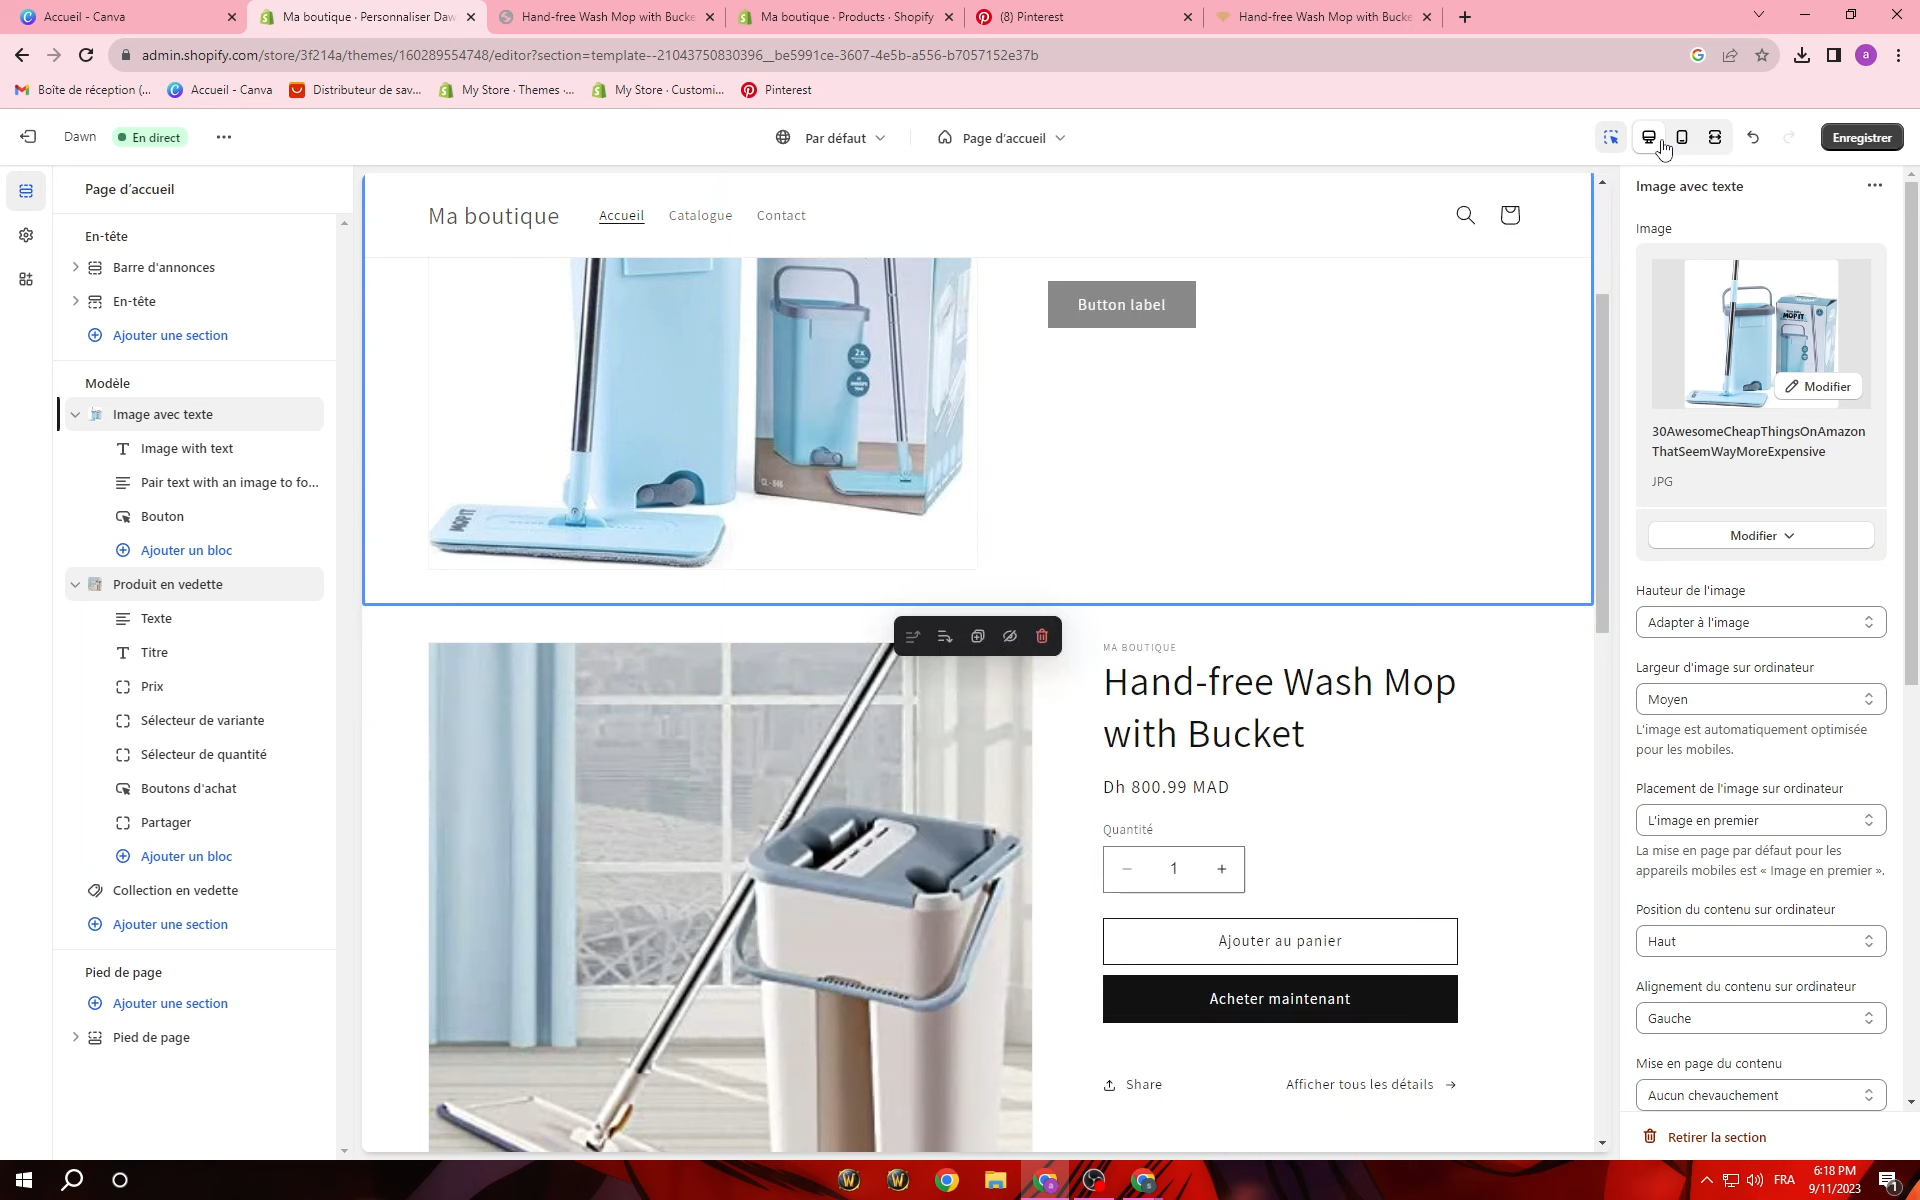 Accueil - Canva
Ma boutique · Personnaliser Daw
Hand-free Wash Mop with Bucke
Ma boutique · Products · Shopify
(8) Pinterest
Hand-free Wash Mop with Bucke
admin.shopify.com/store/3f214a/themes/160289554748/editor?section=template--21043750830396__be5991ce-3607-4e5b-a556-b7057152e37b
a
Boîte de réception (...
Accueil - Canva
Distributeur de sav...
My Store · Themes ·...
My Store · Customi...
Pinterest
Dawn
En direct
Par défaut
Page d'accueil
Enregistrer
Page d'accueil
En-tête
Barre d'annonces
En-tête
Ajouter une section
Modèle
Image avec texte
Image with text
Pair text with an image to fo...
Bouton
Ajouter un bloc
Produit en vedette
Texte
Titre
Prix
Sélecteur de variante
Sélecteur de quantité
Boutons d'achat
Partager
Ajouter un bloc
Collection en vedette
Ajouter une section
Pied de page
Ajouter une section
Pied de page
Ma boutique
Accueil
Catalogue
Contact
Button label
2x
MOP IT
CL-846
MA BOUTIQUE
Hand-free Wash Mop
with Bucket
Dh 800.99 MAD
Quantité
− 1 +
Ajouter au panier
Acheter maintenant
Share
Afficher tous les détails →
Image avec texte
Image
MOP IT
Modifier
30AwesomeCheapThingsOnAmazon
ThatSeemWayMoreExpensive
JPG
Modifier
Hauteur de l'image
Adapter à l'image
Largeur d'image sur ordinateur
Moyen
L'image est automatiquement optimisée
pour les mobiles.
Placement de l'image sur ordinateur
L'image en premier
La mise en page par défaut pour les
appareils mobiles est « Image en premier ».
Position du contenu sur ordinateur
Haut
Alignement du contenu sur ordinateur
Gauche
Mise en page du contenu
Aucun chevauchement
Retirer la section
FRA
6:18 PM
9/11/2023
1